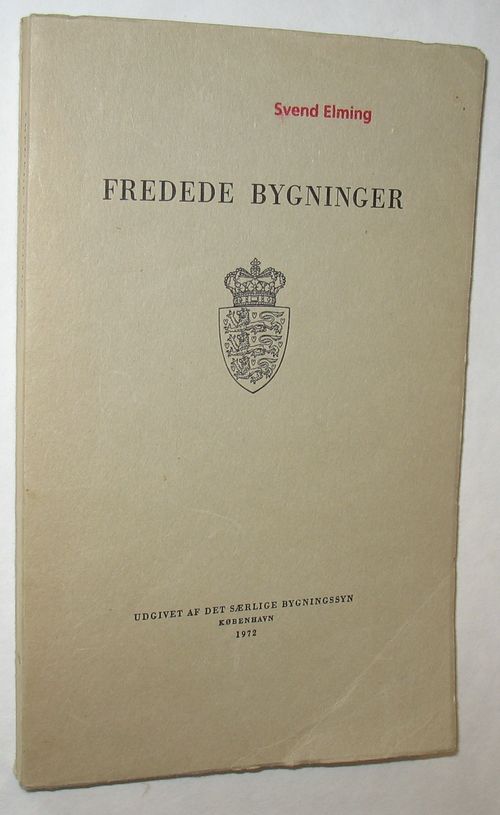 Svend Elming
FREDEDE BYGNINGER
UDGIVET AF DET SÆRLIGE BYGNINGSSYN
KØBENHAVN
1972